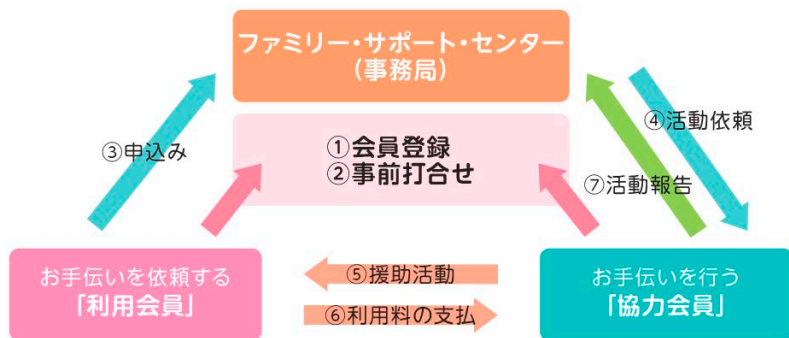 ファミリー・サポート・センター
(事務局)
④活動依頼
③申込み
①会員登録
②事前打合せ
⑦活動報告
お手伝いを依頼する
「利用会員」
⑤援助活動
⑥利用料の支払
お手伝いを行う
「協力会員」